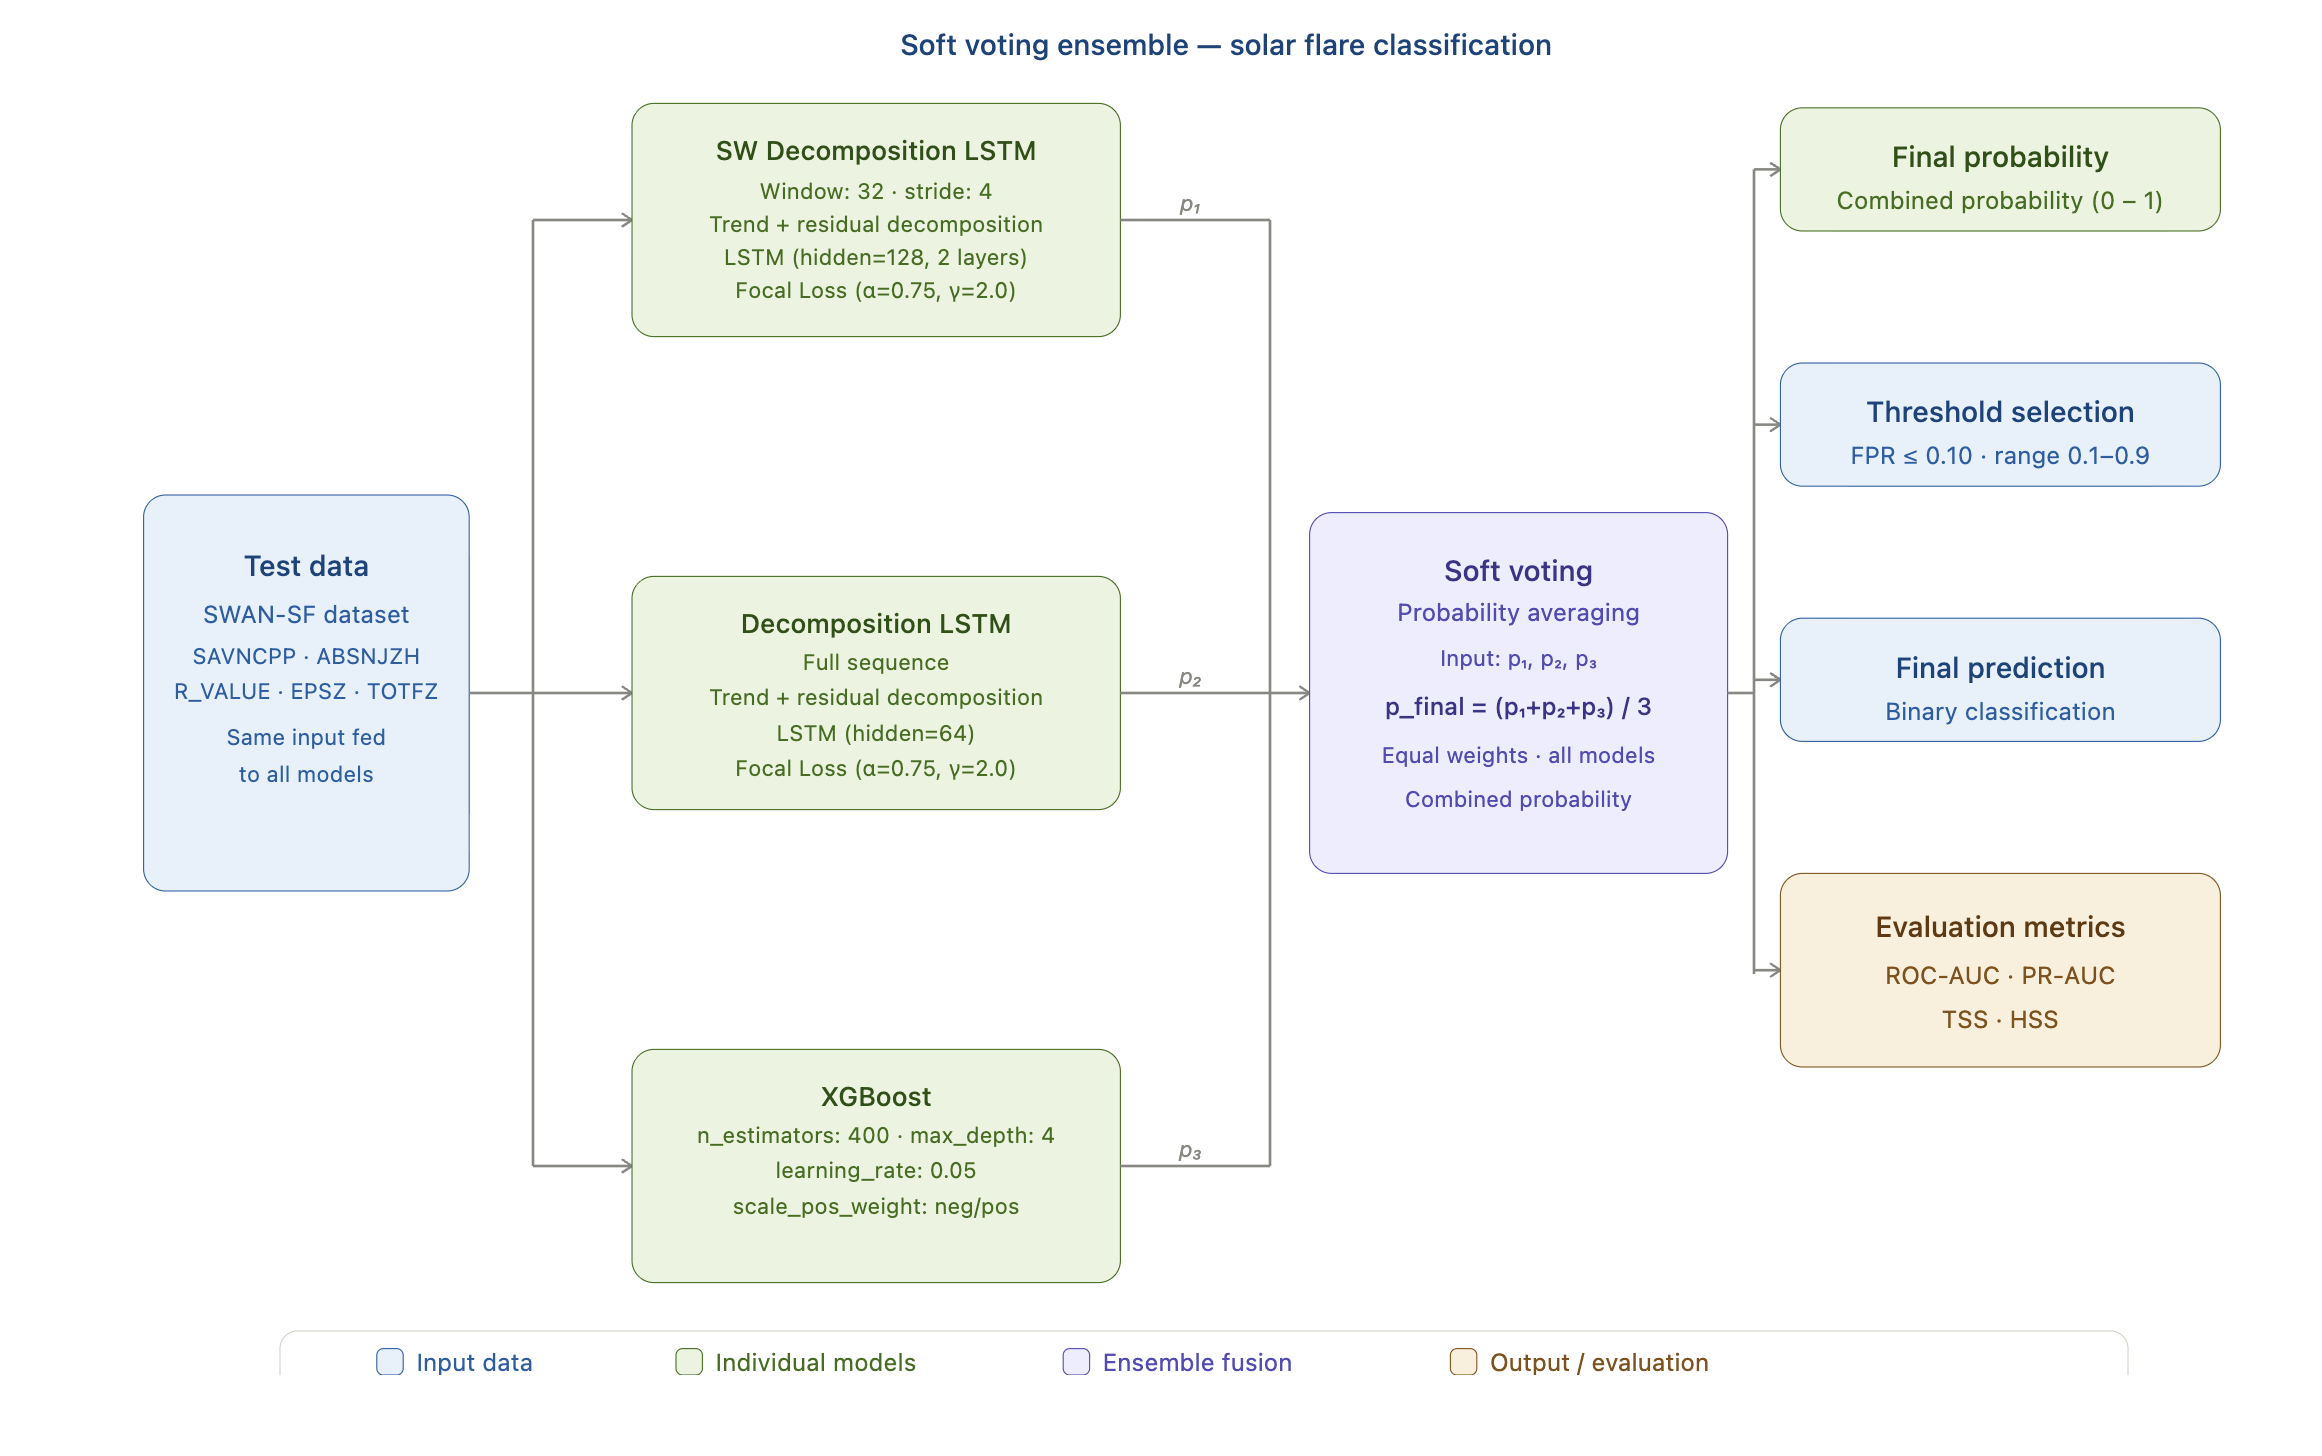 Soft voting ensemble — solar flare classification
Test data
SWAN-SF dataset
SAVNCPP · ABSNJZH
R_VALUE · EPSZ · TOTFZ
Same input fed
to all models
SW Decomposition LSTM
Window: 32 · stride: 4
Trend + residual decomposition
LSTM (hidden=128, 2 layers)
Focal Loss (α=0.75, γ=2.0)
p₁
Decomposition LSTM
Full sequence
Trend + residual decomposition
LSTM (hidden=64)
Focal Loss (α=0.75, γ=2.0)
p₂
XGBoost
n_estimators: 400 · max_depth: 4
learning_rate: 0.05
scale_pos_weight: neg/pos
p₃
Soft voting
Probability averaging
Input: p₁, p₂, p₃
p_final = (p₁+p₂+p₃) / 3
Equal weights · all models
Combined probability
Final probability
Combined probability (0 – 1)
Threshold selection
FPR ≤ 0.10 · range 0.1–0.9
Final prediction
Binary classification
Evaluation metrics
ROC-AUC · PR-AUC
TSS · HSS
Input data
Individual models
Ensemble fusion
Output / evaluation